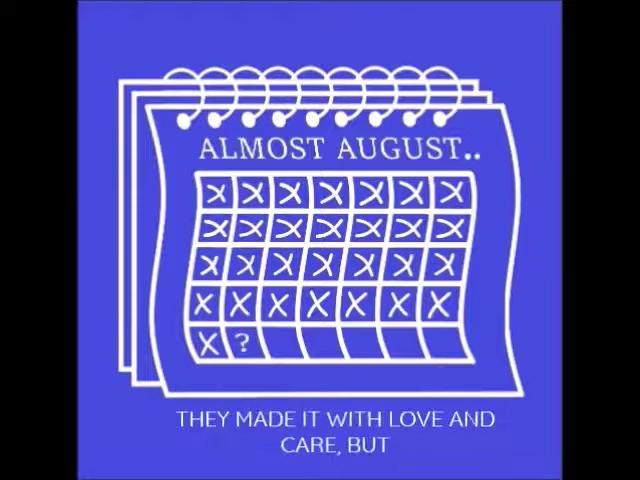 ALMOST AUGUST..
X X X X X X X
X X X X X X X
X X X X X X X
X X X X X X X
X ?
THEY MADE IT WITH LOVE AND
CARE, BUT